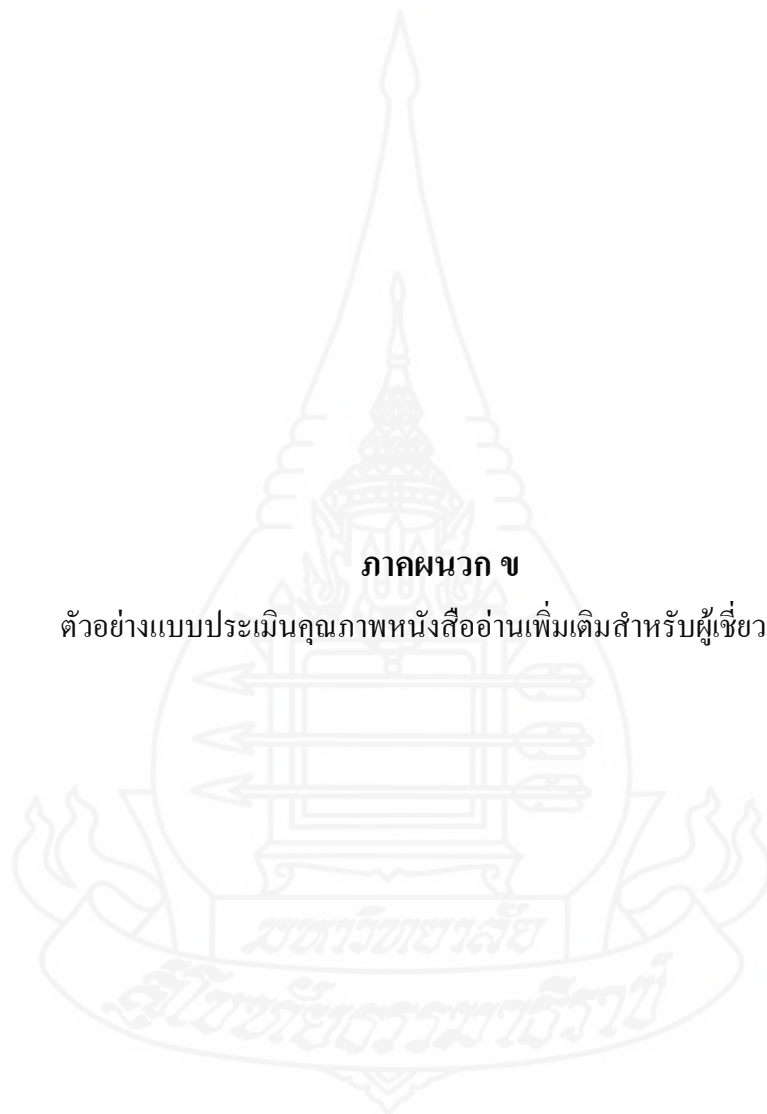 ภาคผนวก ข
ตัวอย่างแบบประเมินคุณภาพหนังสืออ่านเพิ่มเติมสำหรับผู้เชี่ยว
มหาวิทยาลัย
สุโขทัยธรรมาธิราช